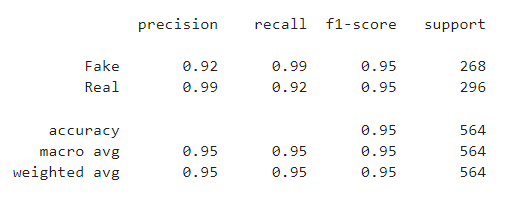 precision recall f1-score support
Fake 0.92 0.99 0.95 268
Real 0.99 0.92 0.95 296
accuracy 0.95 564
macro avg 0.95 0.95 0.95 564
weighted avg 0.95 0.95 0.95 564